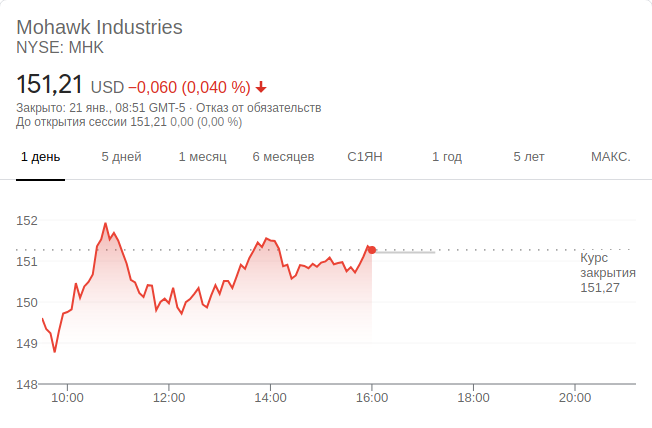 Mohawk Industries
NYSE: MHK
151,21 USD −0,060 (0,040 %)
Закрыто: 21 янв., 08:51 GMT-5 · Отказ от обязательств
До открытия сессии 151,21 0,00 (0,00 %)
1 день 5 дней 1 месяц 6 месяцев С1ЯН 1 год 5 лет МАКС.
152
151
150
149
148
Курс
закрытия
151,27
10:00 12:00 14:00 16:00 18:00 20:00